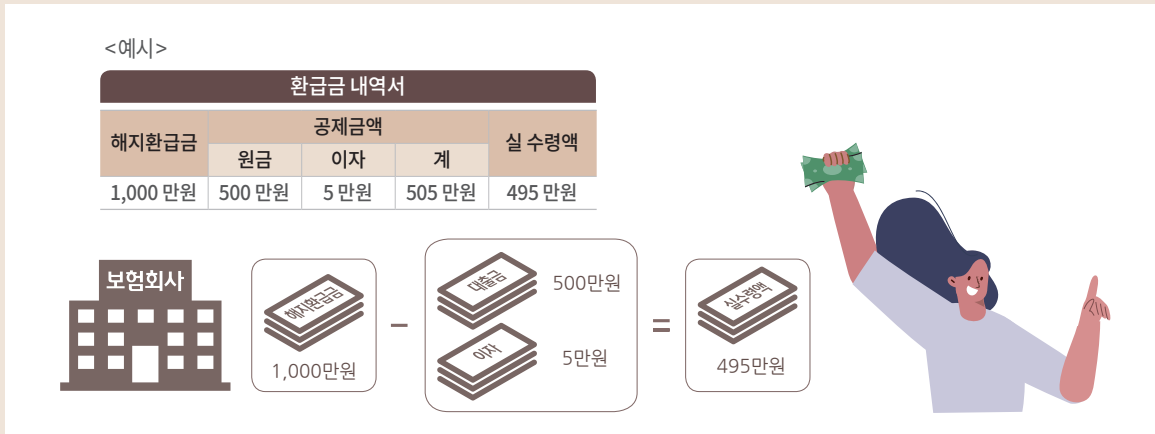 <예시>
환급금 내역서
해지환급금 공제금액 실 수령액
원금 이자 계
1,000 만원 500 만원 5 만원 505 만원 495 만원
보험회사
해지환급금
1,000만원
−
대출금
500만원
이자
5만원
=
실수령액
495만원